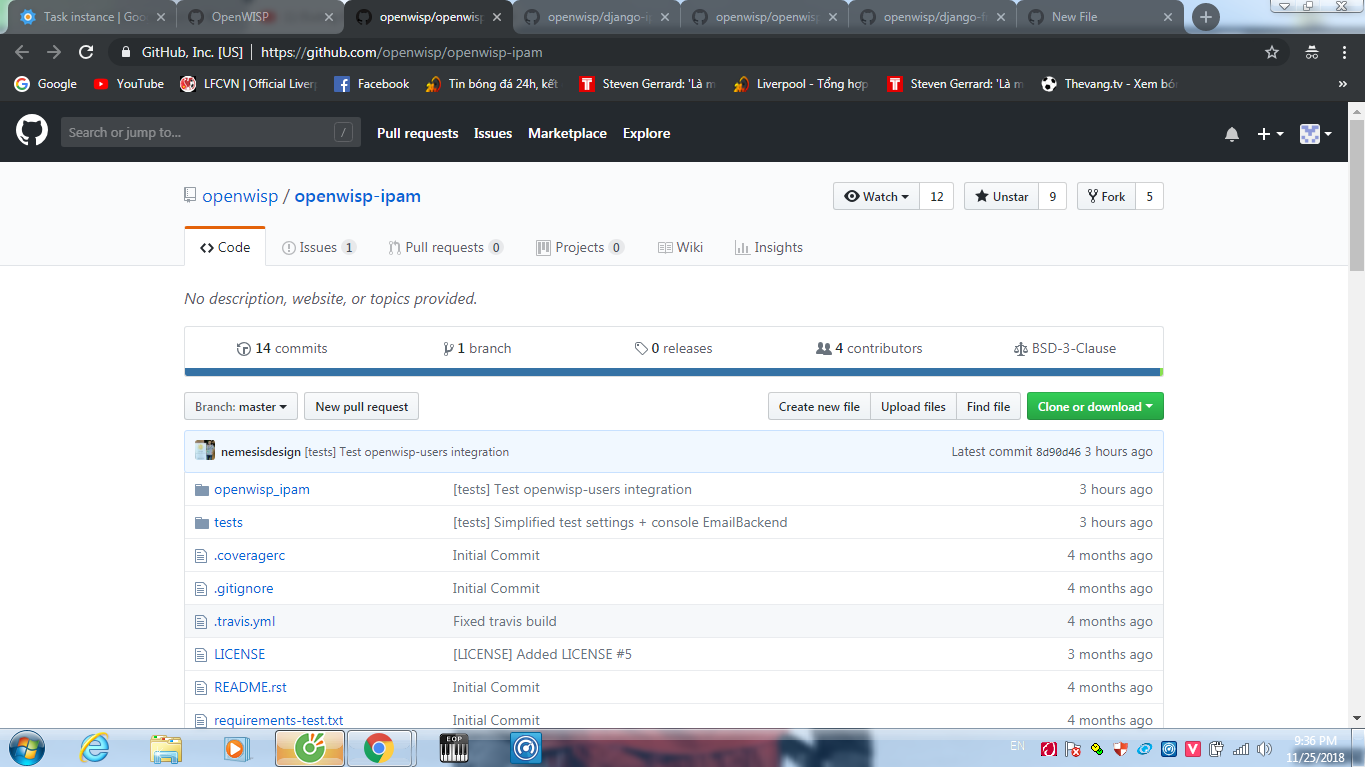 Task instance | Goo
OpenWISP
openwisp/openwisp
openwisp/django-ip
openwisp/openwisp
openwisp/django-f
New File
GitHub, Inc. [US] | https://github.com/openwisp/openwisp-ipam
Google
YouTube
LFCVN | Official Liver
Facebook
Tin bóng đá 24h, kết
Steven Gerrard: 'Là m
Liverpool - Tổng hợp
Steven Gerrard: 'Là m
Thevang.tv - Xem bó
»
Search or jump to...
/
Pull requests
Issues
Marketplace
Explore
openwisp / openwisp-ipam
Watch 12
Unstar 9
Fork 5
Code
Issues 1
Pull requests 0
Projects 0
Wiki
Insights
No description, website, or topics provided.
14 commits
1 branch
0 releases
4 contributors
BSD-3-Clause
Branch: master
New pull request
Create new file
Upload files
Find file
Clone or download
nemesisdesign [tests] Test openwisp-users integration
Latest commit 8d90d46 3 hours ago
openwisp_ipam [tests] Test openwisp-users integration 3 hours ago
tests [tests] Simplified test settings + console EmailBackend 3 hours ago
.coveragerc Initial Commit 4 months ago
.gitignore Initial Commit 4 months ago
.travis.yml Fixed travis build 4 months ago
LICENSE [LICENSE] Added LICENSE #5 3 months ago
README.rst Initial Commit 4 months ago
requirements-test.txt Initial Commit 4 months ago
EOP
EN
9:36 PM
11/25/2018